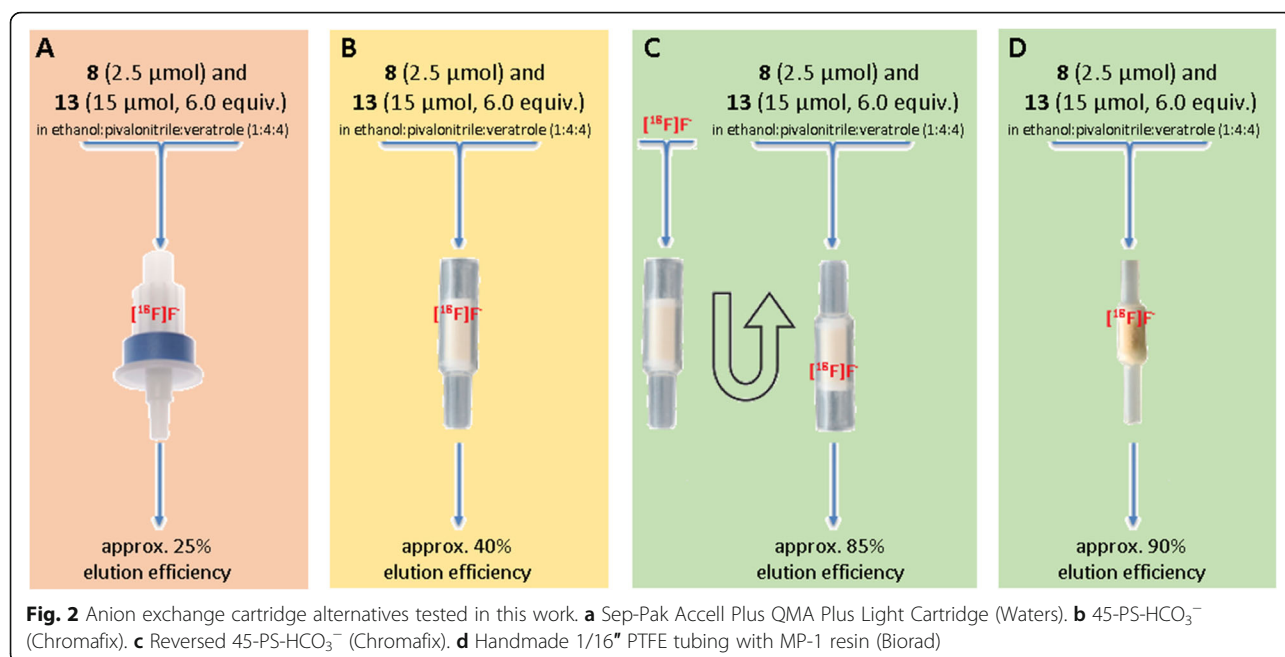 A
8 (2.5 µmol) and
13 (15 µmol, 6.0 equiv.)
in ethanol:pivalonitrile:veratrole (1:4:4)
[¹⁸F]F⁻
approx. 25%
elution efficiency
B
8 (2.5 µmol) and
13 (15 µmol, 6.0 equiv.)
in ethanol:pivalonitrile:veratrole (1:4:4)
[¹⁸F]F⁻
approx. 40%
elution efficiency
C
8 (2.5 µmol) and
13 (15 µmol, 6.0 equiv.)
[¹⁸F]F⁻
in ethanol:pivalonitrile:veratrole (1:4:4)
[¹⁸F]F⁻
approx. 85%
elution efficiency
D
8 (2.5 µmol) and
13 (15 µmol, 6.0 equiv.)
in ethanol:pivalonitrile:veratrole (1:4:4)
[¹⁸F]F⁻
approx. 90%
elution efficiency
Fig. 2 Anion exchange cartridge alternatives tested in this work. a Sep-Pak Accell Plus QMA Plus Light Cartridge (Waters). b 45-PS-HCO₃⁻
(Chromafix). c Reversed 45-PS-HCO₃⁻ (Chromafix). d Handmade 1/16″ PTFE tubing with MP-1 resin (Biorad)